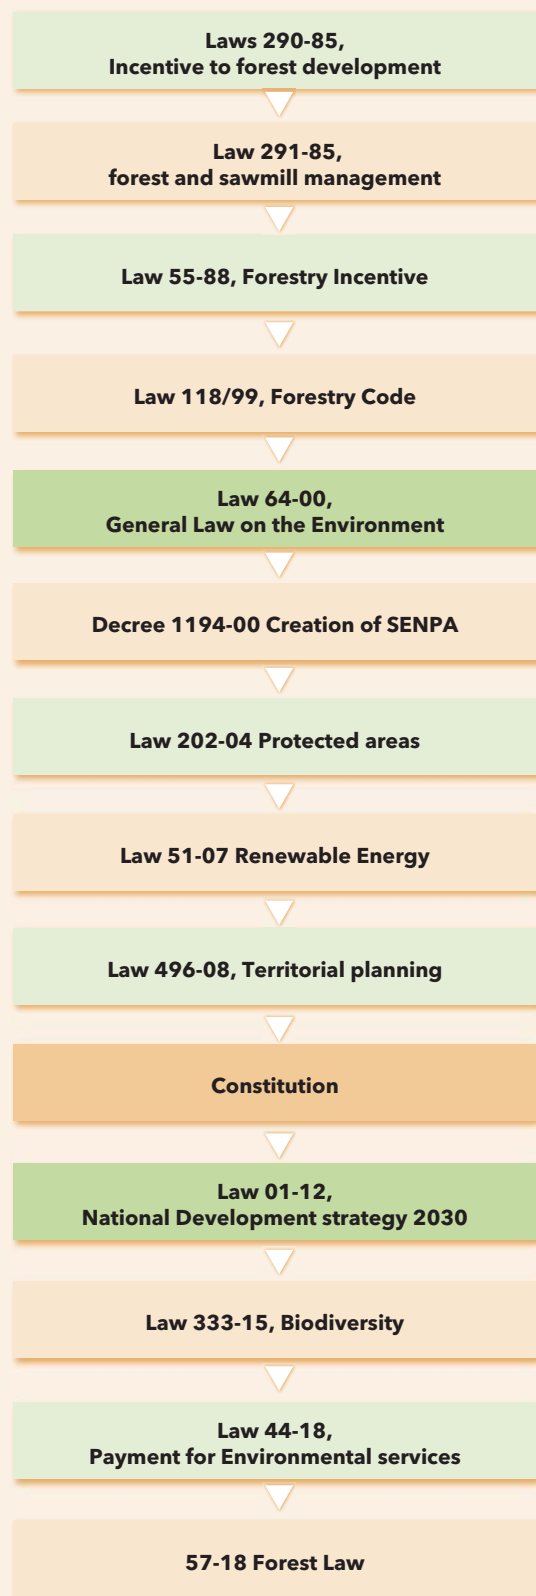 Laws 290-85,
Incentive to forest development
Law 291-85,
forest and sawmill management
Law 55-88, Forestry Incentive
Law 118/99, Forestry Code
Law 64-00,
General Law on the Environment
Decree 1194-00 Creation of SENPA
Law 202-04 Protected areas
Law 51-07 Renewable Energy
Law 496-08, Territorial planning
Constitution
Law 01-12,
National Development strategy 2030
Law 333-15, Biodiversity
Law 44-18,
Payment for Environmental services
57-18 Forest Law